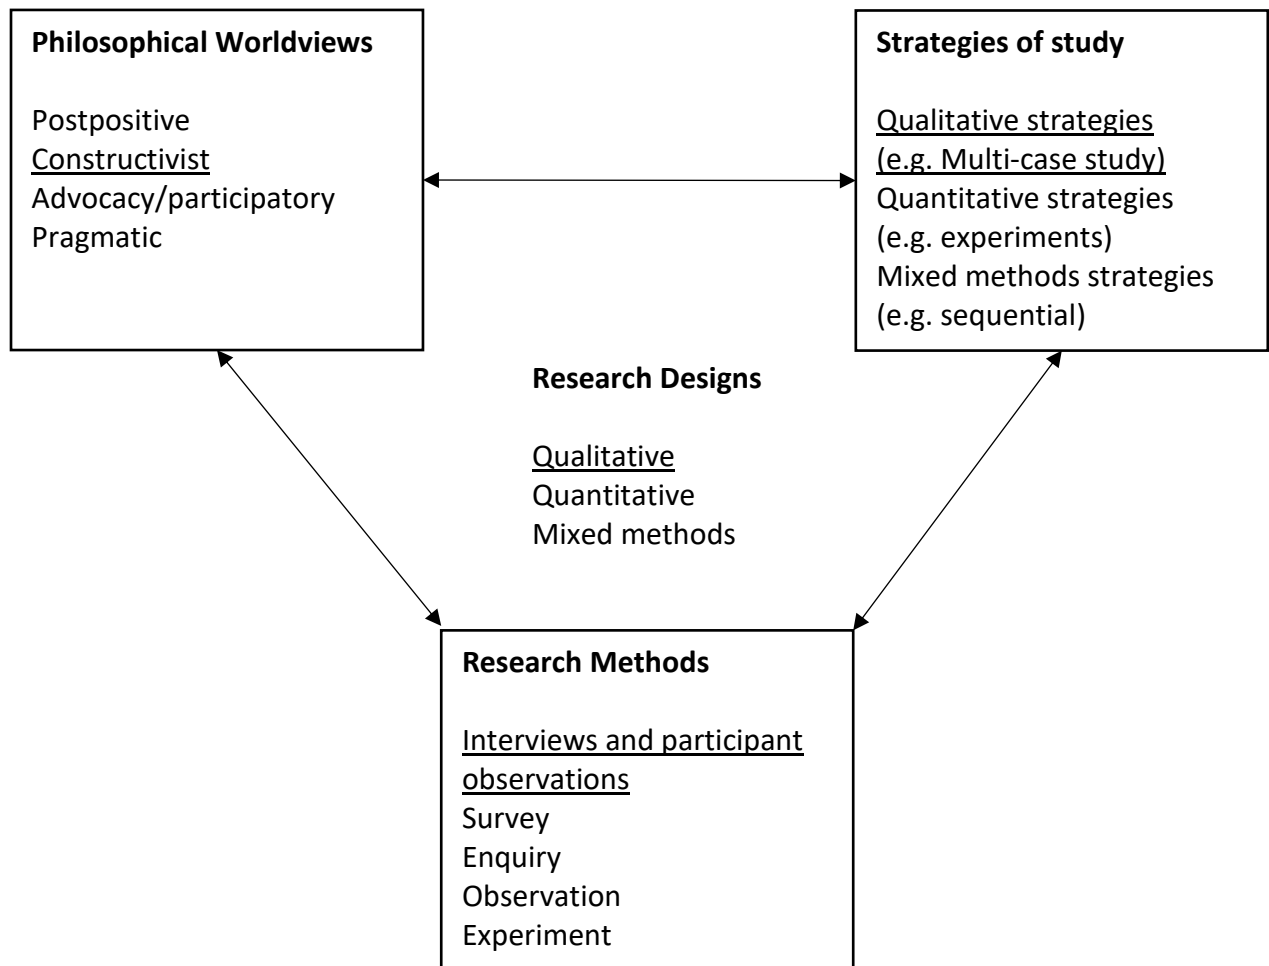 Philosophical Worldviews
Postpositive
Constructivist
Advocacy/participatory
Pragmatic
Strategies of study
Qualitative strategies
(e.g. Multi-case study)
Quantitative strategies
(e.g. experiments)
Mixed methods strategies
(e.g. sequential)
Research Designs
Qualitative
Quantitative
Mixed methods
Research Methods
Interviews and participant
observations
Survey
Enquiry
Observation
Experiment